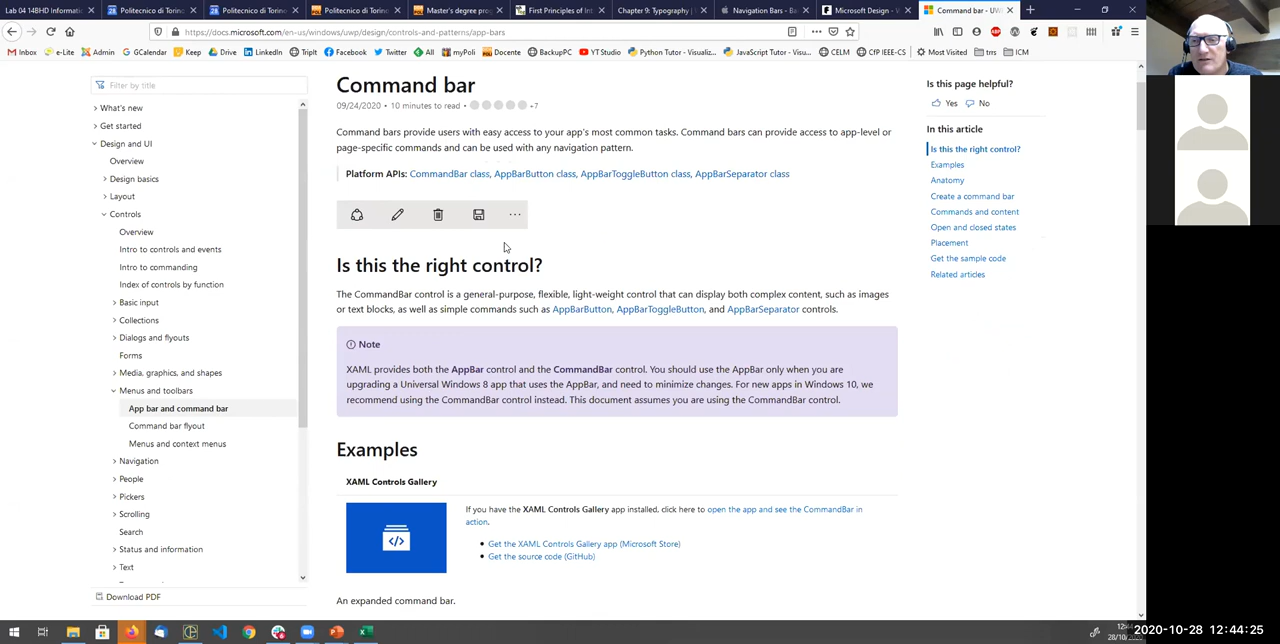 Lab 04 14BHD Informatic
Politecnico di Torino
Politecnico di Torino
Politecnico di Torino
Master's degree prog
First Principles of Int
Chapter 9: Typography |
Navigation Bars - Ba
Microsoft Design - W
Command bar - UW
https://docs.microsoft.com/en-us/windows/uwp/design/controls-and-patterns/app-bars
Inbox e-Lite Admin GCalendar Keep Drive LinkedIn TripIt Facebook Twitter All myPoli Docente BackupPC YT Studio Python Tutor - Visualiz... JavaScript Tutor - Visu... CELM CfP IEEE-CS Most Visited trrs ICM
Filter by title
What's new
Get started
Design and UI
Overview
Design basics
Layout
Controls
Overview
Intro to controls and events
Intro to commanding
Index of controls by function
Basic input
Collections
Dialogs and flyouts
Forms
Media, graphics, and shapes
Menus and toolbars
App bar and command bar
Command bar flyout
Menus and context menus
Navigation
People
Pickers
Scrolling
Search
Status and information
Text
Download PDF
Command bar
09/24/2020 • 10 minutes to read • +7
Command bars provide users with easy access to your app's most common tasks. Command bars can provide access to app-level or
page-specific commands and can be used with any navigation pattern.
Platform APIs: CommandBar class, AppBarButton class, AppBarToggleButton class, AppBarSeparator class
Is this the right control?
The CommandBar control is a general-purpose, flexible, light-weight control that can display both complex content, such as images
or text blocks, as well as simple commands such as AppBarButton, AppBarToggleButton, and AppBarSeparator controls.
Note
XAML provides both the AppBar control and the CommandBar control. You should use the AppBar only when you are
upgrading a Universal Windows 8 app that uses the AppBar, and need to minimize changes. For new apps in Windows 10, we
recommend using the CommandBar control instead. This document assumes you are using the CommandBar control.
Examples
XAML Controls Gallery
If you have the XAML Controls Gallery app installed, click here to open the app and see the CommandBar in
action.
Get the XAML Controls Gallery app (Microsoft Store)
Get the source code (GitHub)
An expanded command bar.
Is this page helpful?
Yes No
In this article
Is this the right control?
Examples
Anatomy
Create a command bar
Commands and content
Open and closed states
Placement
Get the sample code
Related articles
28/10
2020-10-28 12:44:25